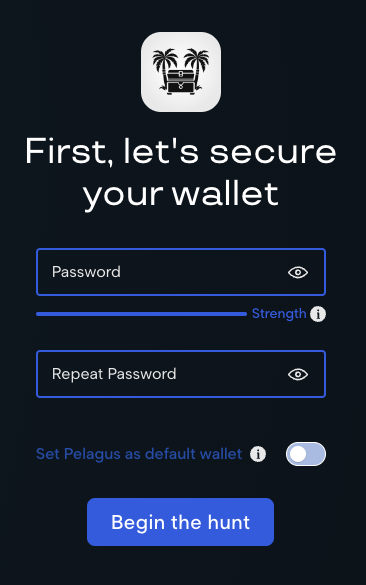 First, let's secure
your wallet
Password
Strength
Repeat Password
Set Pelagus as default wallet
Begin the hunt